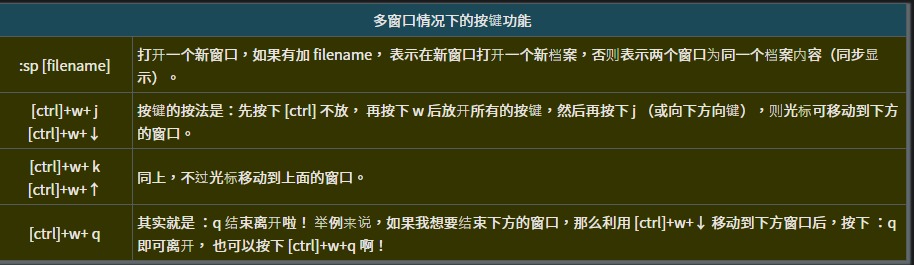 多窗口情况下的按键功能
:sp [filename]
打开一个新窗口，如果有加 filename， 表示在新窗口打开一个新档案，否则表示两个窗口为同一个档案内容（同步显
示）。
[ctrl]+w+ j
[ctrl]+w+↓
按键的按法是：先按下 [ctrl] 不放， 再按下 w 后放开所有的按键，然后再按下 j （或向下方向键），则光标可移动到下方
的窗口。
[ctrl]+w+ k
[ctrl]+w+↑
同上，不过光标移动到上面的窗口。
[ctrl]+w+ q
其实就是 ：q 结束离开啦！ 举例来说，如果我想要结束下方的窗口，那么利用 [ctrl]+w+↓ 移动到下方窗口后，按下 ：q
即可离开， 也可以按下 [ctrl]+w+q 啊！